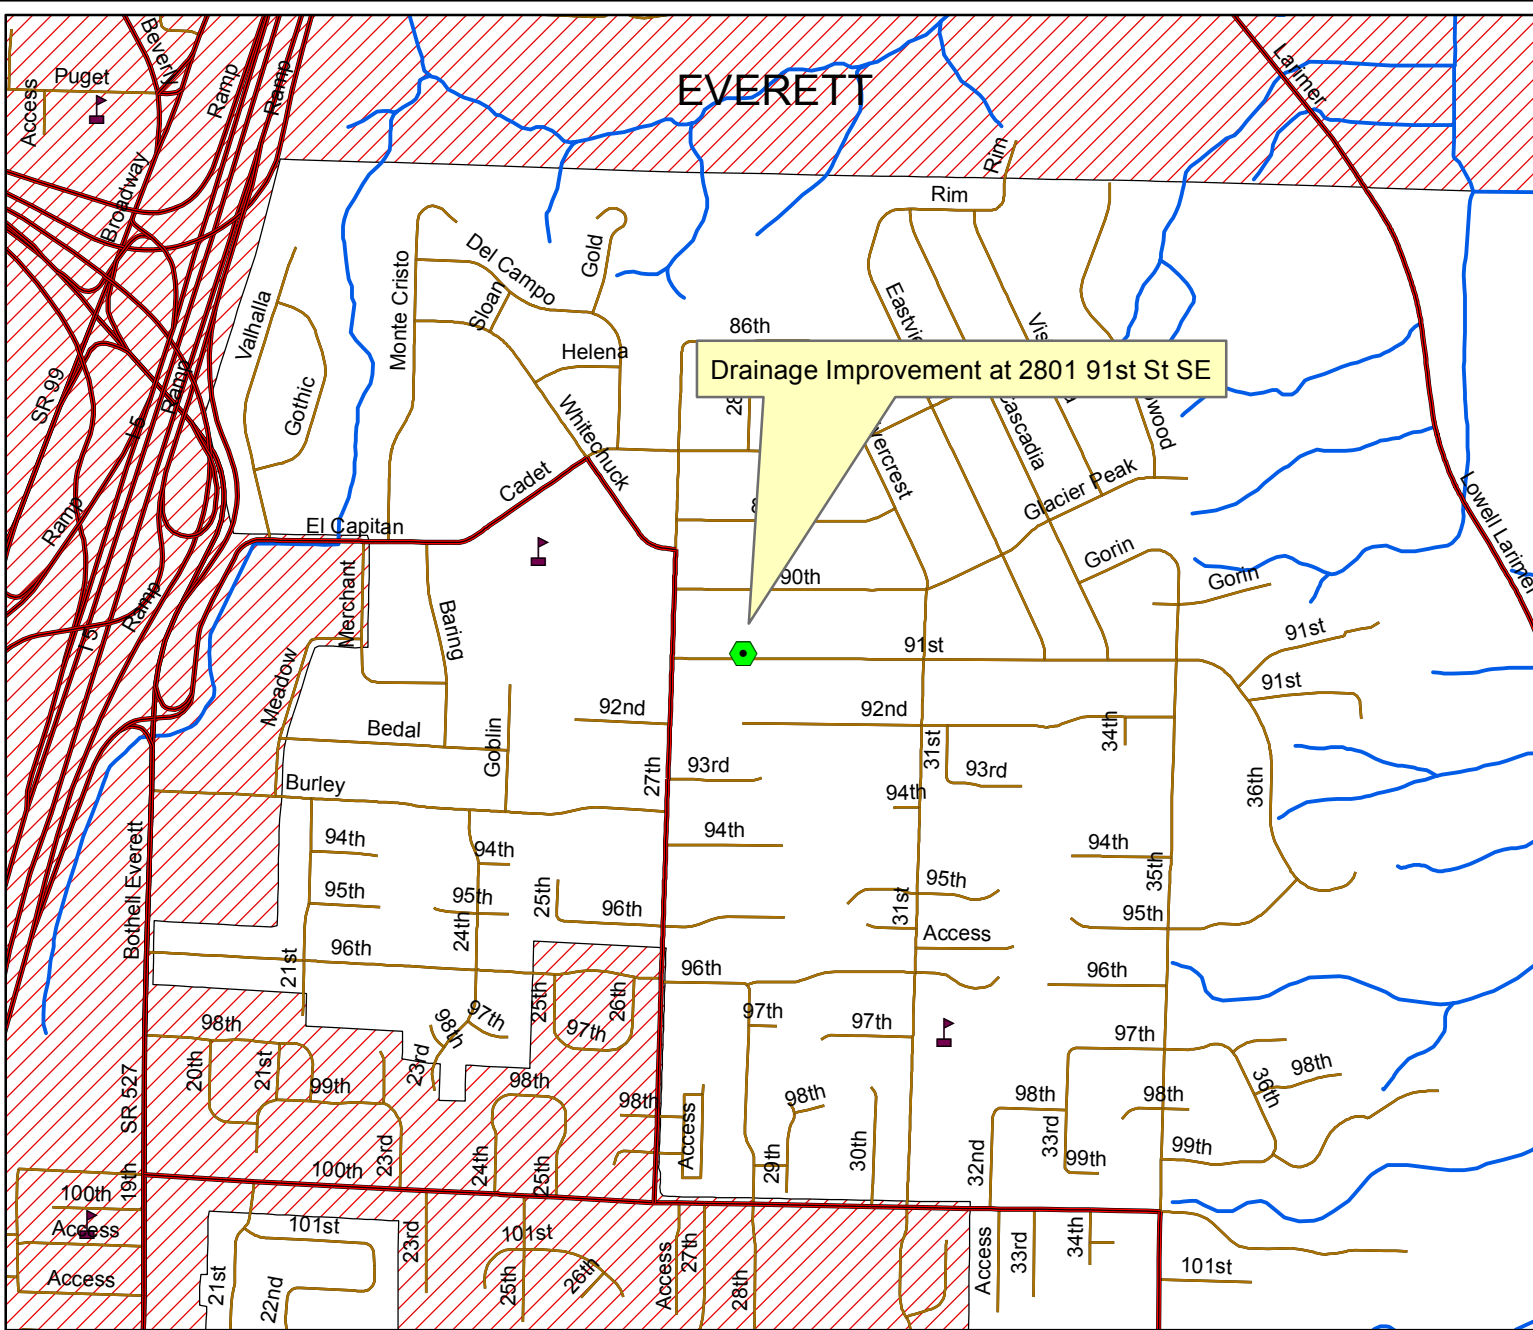 EVERETT
Beverly
Puget
Access
Ramp
Ramp
Larimer
Broadway
Rim
Rim
Del Campo
Gold
Monte Cristo
Sloan
Valhalla
86th
Helena
Drainage Improvement at 2801 91st St SE
SR 99
Ramp
I 5
Gothic
Whitechuck
Cascadia
Cadet
Glacier Peak
Lowell Larimer
Ramp
El Capitan
Merchant
90th
Gorin
Gorin
Ramp
I 5
Baring
91st
91st
Meadow
91st
92nd
92nd
Bedal
Goblin
31st
34th
93rd
93rd
27th
Burley
94th
36th
94th
94th
94th
94th
Bothell Everett
95th
95th
95th
25th
35th
96th
31st
95th
24th
Access
96th
21st
96th
96th
98th
97th
98th
25th
26th
97th
97th
97th
97th
20th
21st
99th
23rd
98th
98th
98th
98th
98th
36th
98th
SR 527
Access
33rd
19th
100th
23rd
24th
25th
29th
30th
32nd
99th
99th
100th
Access
101st
23rd
101st
Access
27th
Access
33rd
34th
Access
21st
22nd
25th
26th
28th
101st